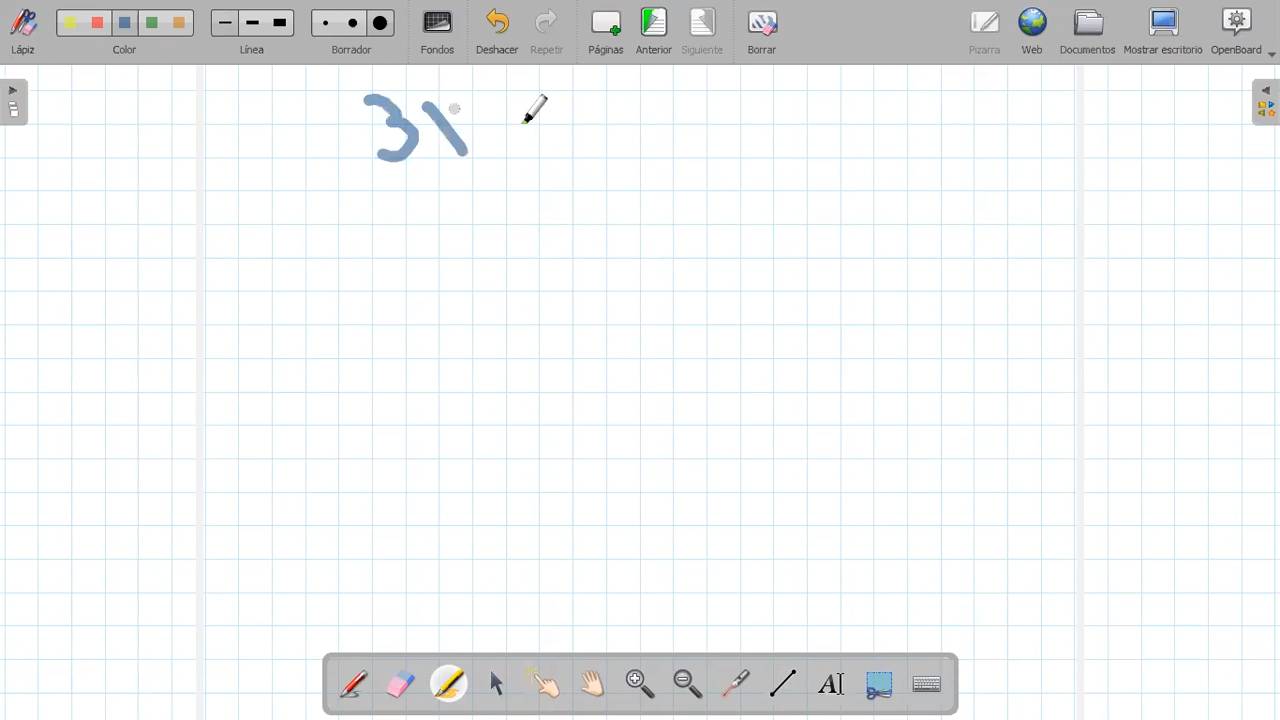 Lápiz Color Línea Borrador Fondos Deshacer Repetir Páginas Anterior Siguiente Borrar Pizarra Web Documentos Mostrar escritorio OpenBoard
3\